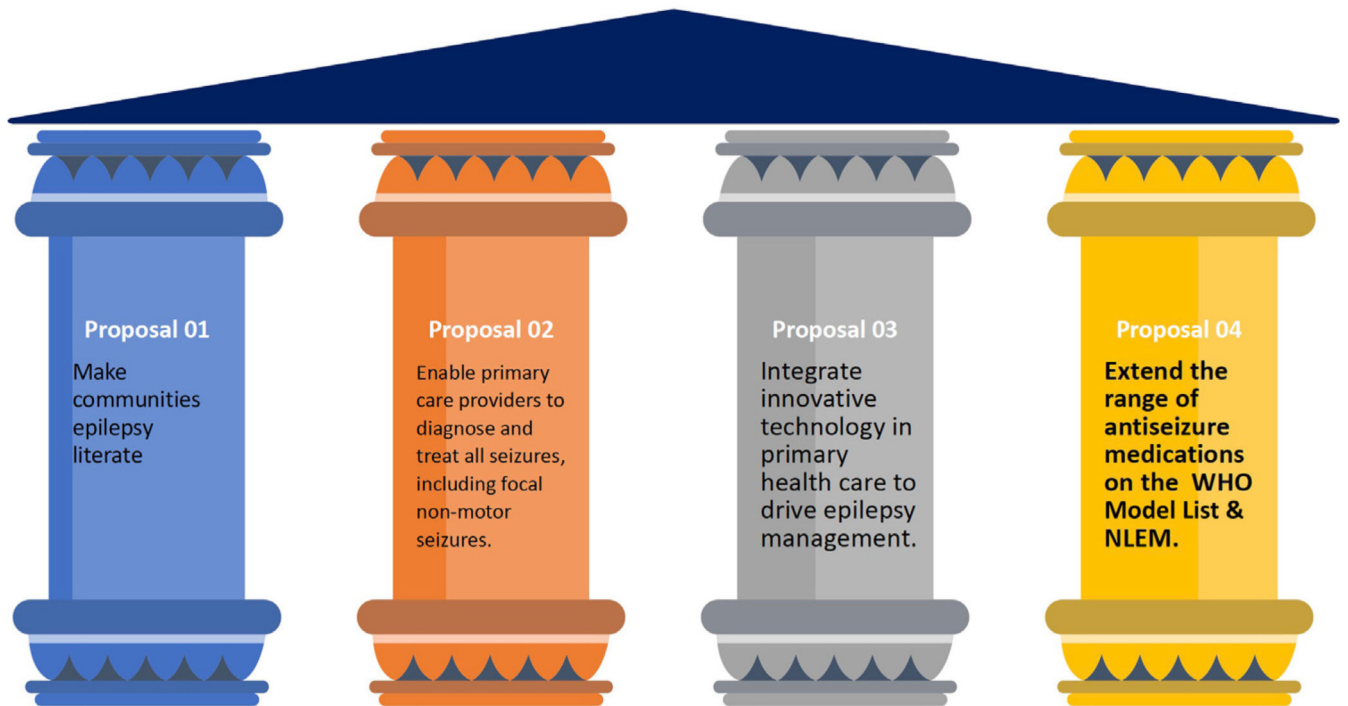 Proposal 01
Make
communities
epilepsy
literate
Proposal 02
Enable primary
care providers to
diagnose and
treat all seizures,
including focal
non-motor
seizures.
Proposal 03
Integrate
innovative
technology in
primary
health care to
drive epilepsy
management.
Proposal 04
Extend the
range of
antiseizure
medications
on the WHO
Model List &
NLEM.